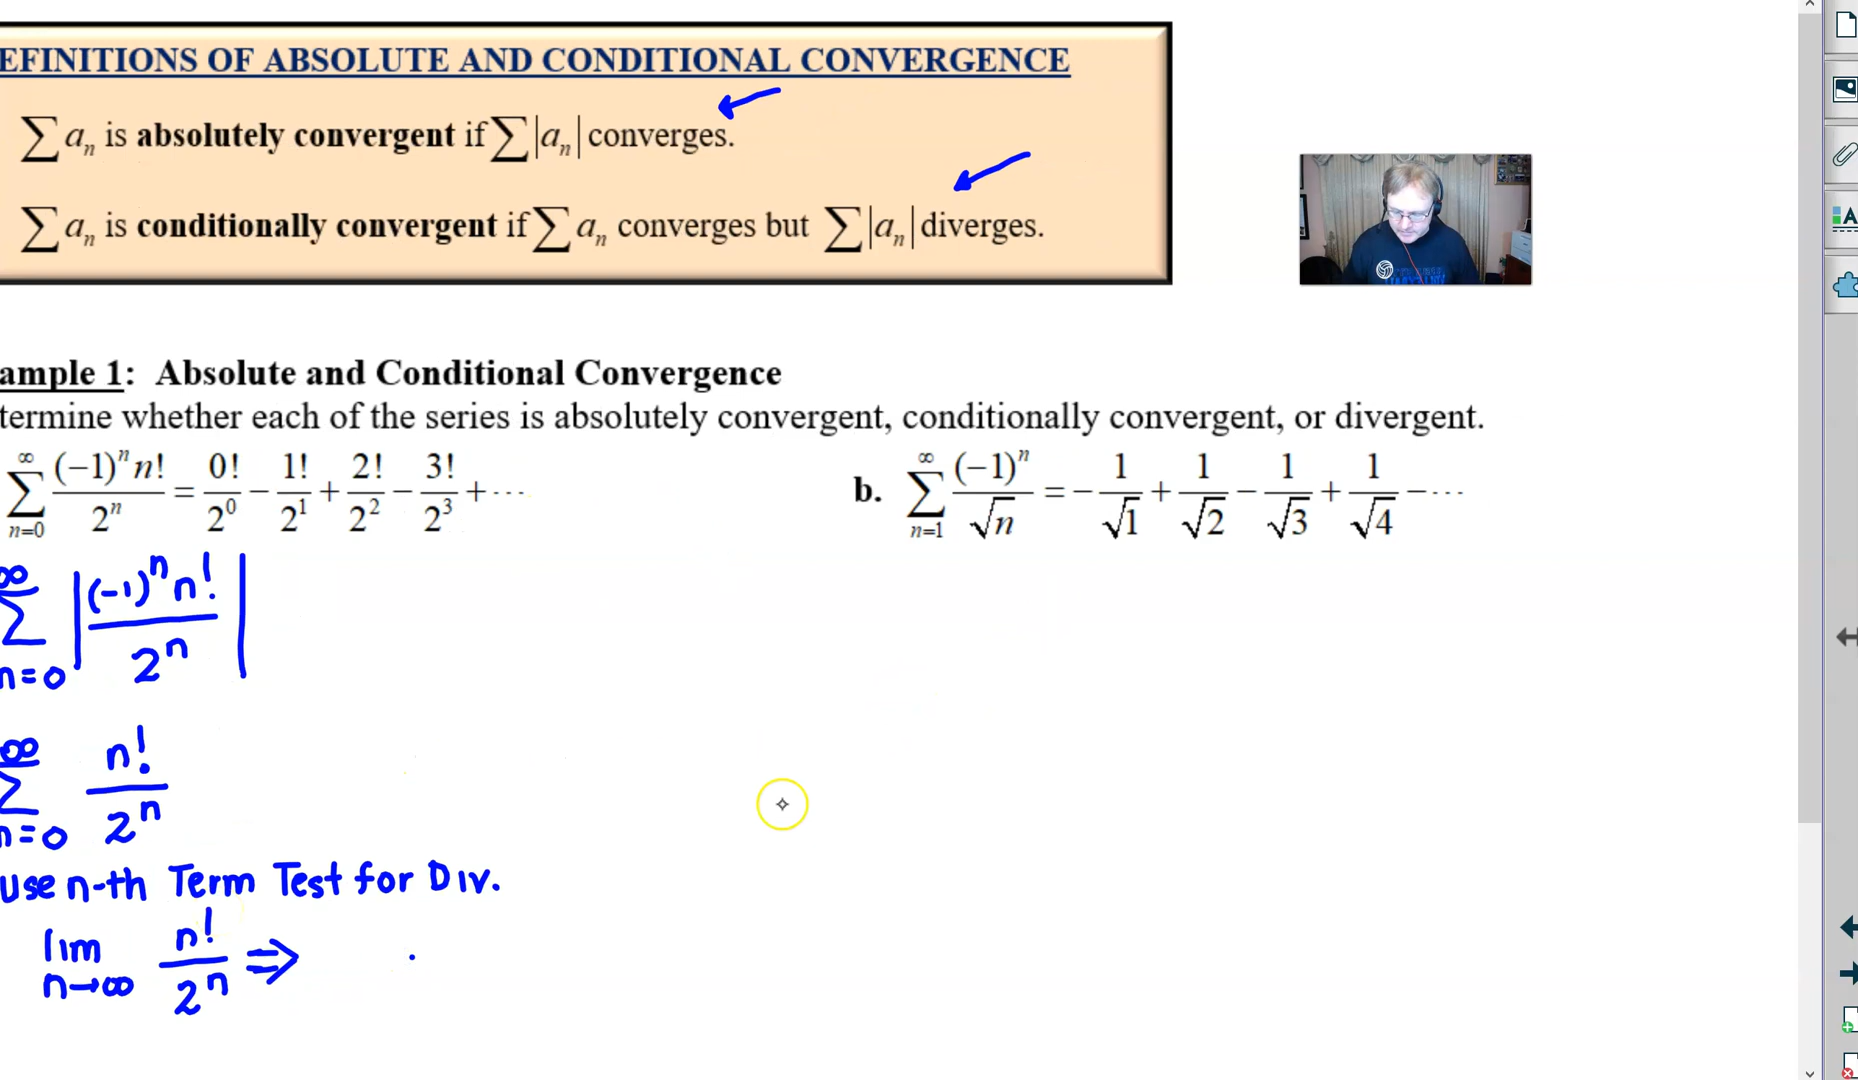 EFINITIONS OF ABSOLUTE AND CONDITIONAL CONVERGENCE
∑ aₙ is absolutely convergent if ∑ |aₙ| converges.
∑ aₙ is conditionally convergent if ∑ aₙ converges but ∑ |aₙ| diverges.
ample 1: Absolute and Conditional Convergence
termine whether each of the series is absolutely convergent, conditionally convergent, or divergent.
∑_{n=0}^{∞} (−1)ⁿ n! / 2ⁿ = 0!/2⁰ − 1!/2¹ + 2!/2² − 3!/2³ + ⋯
b. ∑_{n=1}^{∞} (−1)ⁿ / √n = − 1/√1 + 1/√2 − 1/√3 + 1/√4 − ⋯
∑_{n=0}^{∞} | (-1)ⁿ n! / 2ⁿ |
∑_{n=0}^{∞} n! / 2ⁿ
use n-th Term Test for Div.
lim_{n→∞} n! / 2ⁿ ⇒